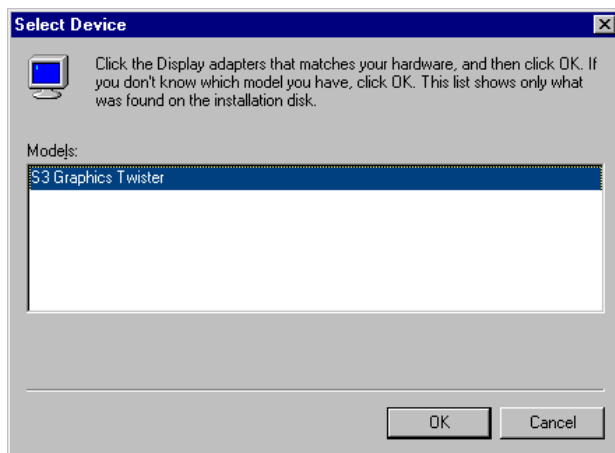 Select Device
Click the Display adapters that matches your hardware, and then click OK. If
you don't know which model you have, click OK. This list shows only what
was found on the installation disk.
Models:
S3 Graphics Twister
OK
Cancel